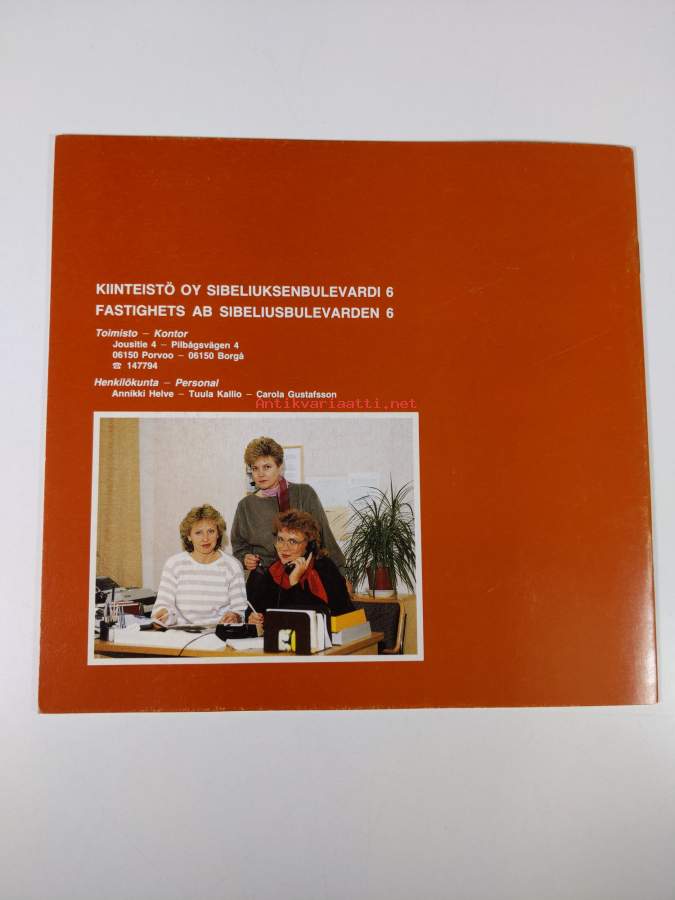 KIINTEISTÖ OY SIBELIUKSENBULEVARDI 6
FASTIGHETS AB SIBELIUSBULEVARDEN 6
Toimisto – Kontor
Jousitie 4 – Pilbågsvägen 4
06150 Porvoo – 06150 Borgå
☎ 147794
Henkilökunta – Personal
Annikki Helve – Tuula Kallio – Carola Gustafsson
Antikvariaatti.net